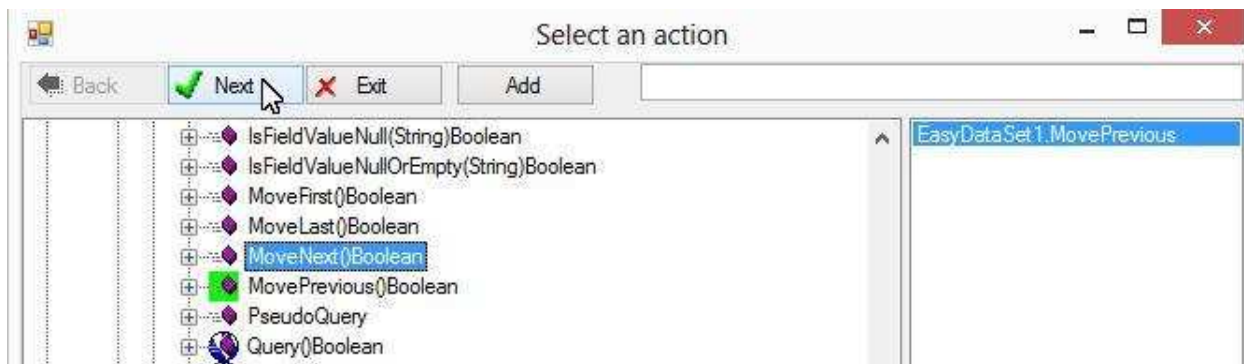 Select an action
Back Next Exit Add
IsFieldValueNull(String)Boolean
EasyDataSet1.MovePrevious
IsFieldValueNullOrEmpty(String)Boolean
MoveFirst()Boolean
MoveLast()Boolean
MoveNext()Boolean
MovePrevious()Boolean
PseudoQuery
Query()Boolean